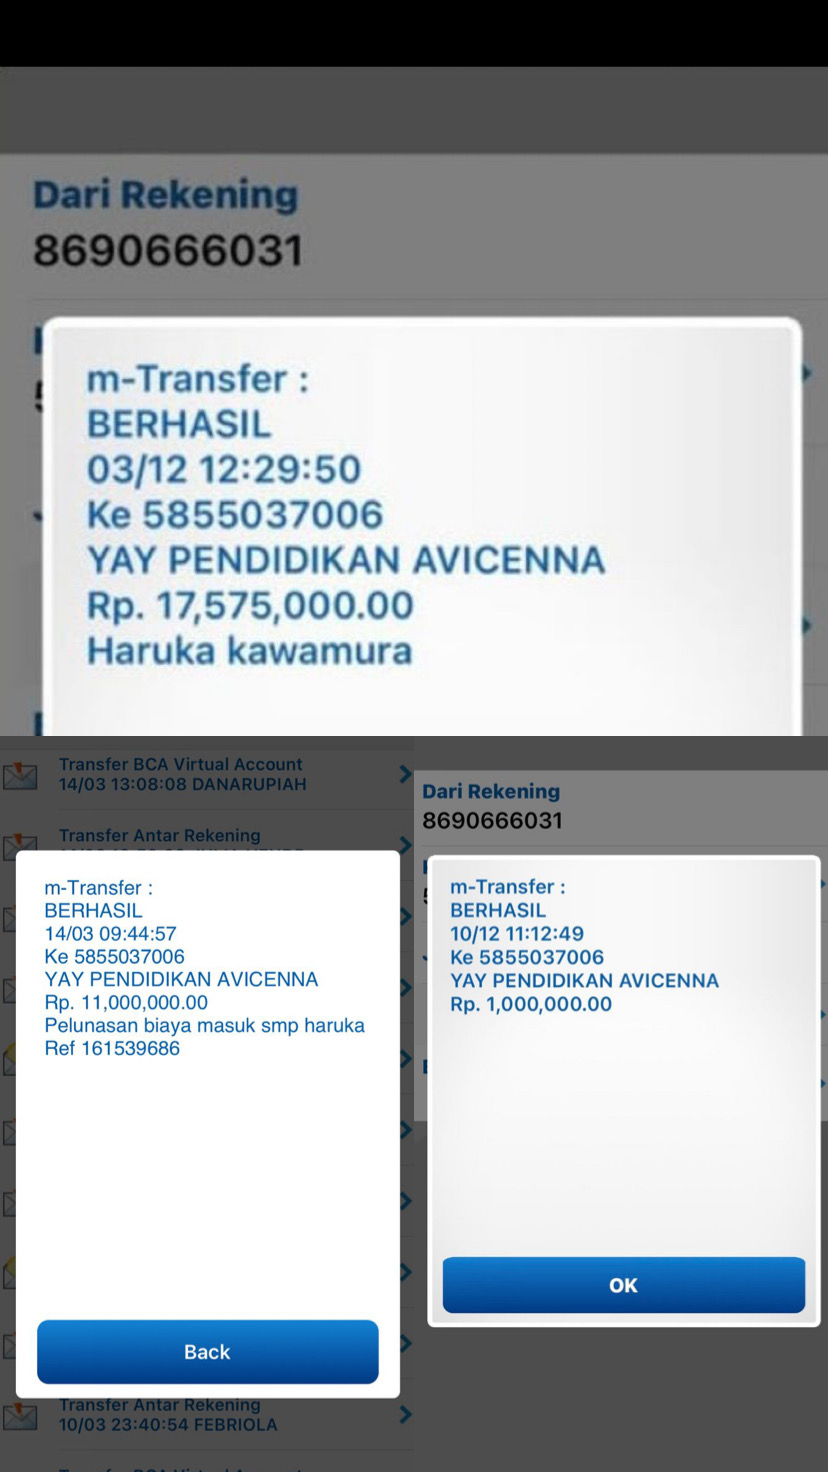 Dari Rekening
8690666031
m-Transfer :
BERHASIL
03/12 12:29:50
Ke 5855037006
YAY PENDIDIKAN AVICENNA
Rp. 17,575,000.00
Haruka kawamura
Transfer BCA Virtual Account
14/03 13:08:08 DANARUPIAH
Transfer Antar Rekening
m-Transfer :
BERHASIL
14/03 09:44:57
Ke 5855037006
YAY PENDIDIKAN AVICENNA
Rp. 11,000,000.00
Pelunasan biaya masuk smp haruka
Ref 161539686
Back
Transfer Antar Rekening
10/03 23:40:54 FEBRIOLA
Dari Rekening
8690666031
m-Transfer :
BERHASIL
10/12 11:12:49
Ke 5855037006
YAY PENDIDIKAN AVICENNA
Rp. 1,000,000.00
OK